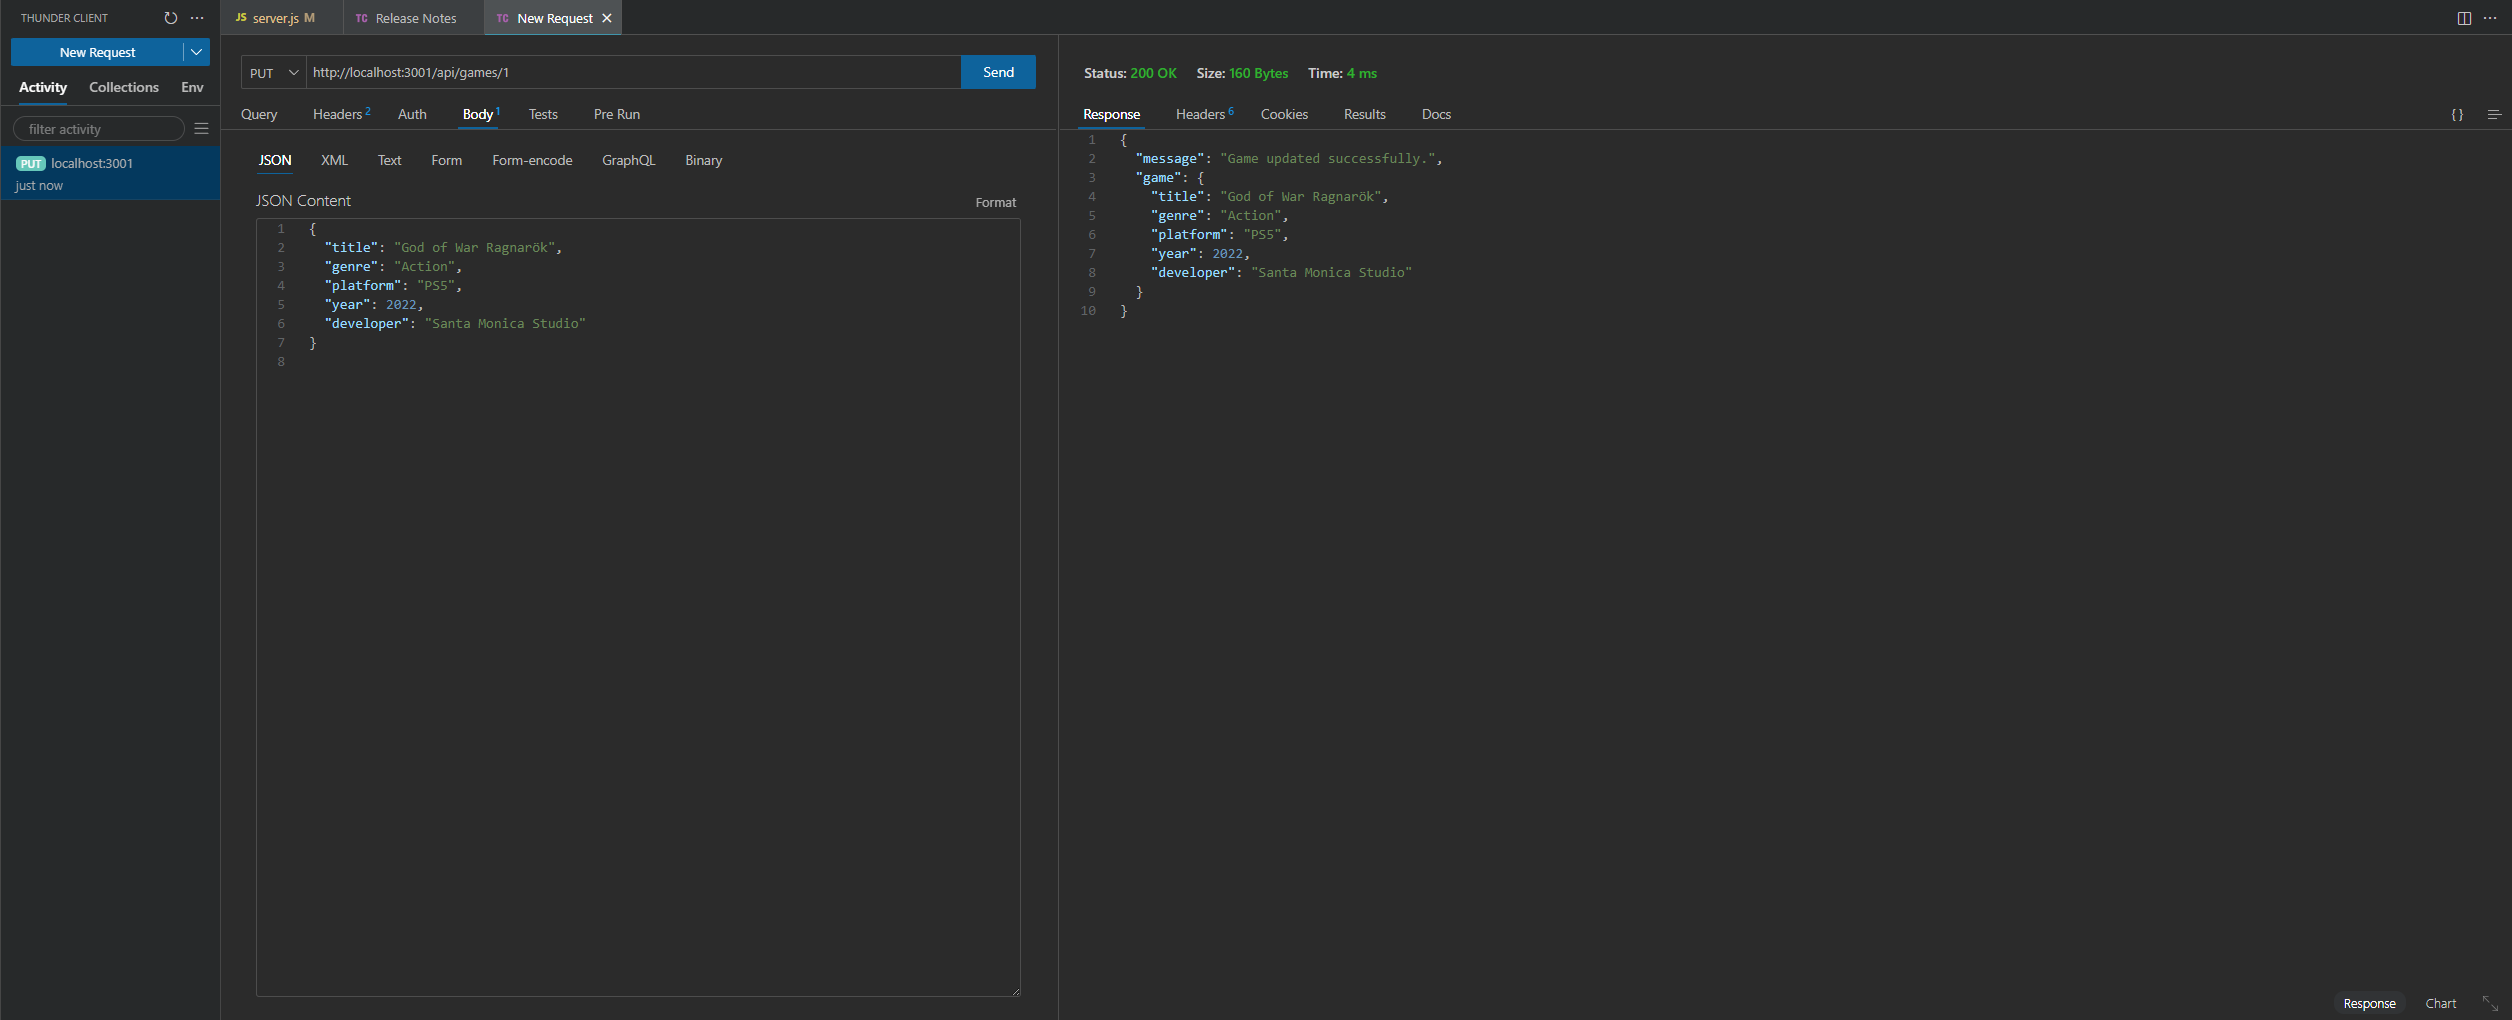 THUNDER CLIENT
New Request
Activity Collections Env
filter activity
PUT localhost:3001
just now
JS server.js M TC Release Notes TC New Request
PUT http://localhost:3001/api/games/1 Send
Query Headers 2 Auth Body 1 Tests Pre Run
JSON XML Text Form Form-encode GraphQL Binary
JSON Content Format
1 {
2 "title": "God of War Ragnarök",
3 "genre": "Action",
4 "platform": "PS5",
5 "year": 2022,
6 "developer": "Santa Monica Studio"
7 }
8
Status: 200 OK Size: 160 Bytes Time: 4 ms
Response Headers 6 Cookies Results Docs {}
1 {
2 "message": "Game updated successfully.",
3 "game": {
4 "title": "God of War Ragnarök",
5 "genre": "Action",
6 "platform": "PS5",
7 "year": 2022,
8 "developer": "Santa Monica Studio"
9 }
10 }
Response Chart